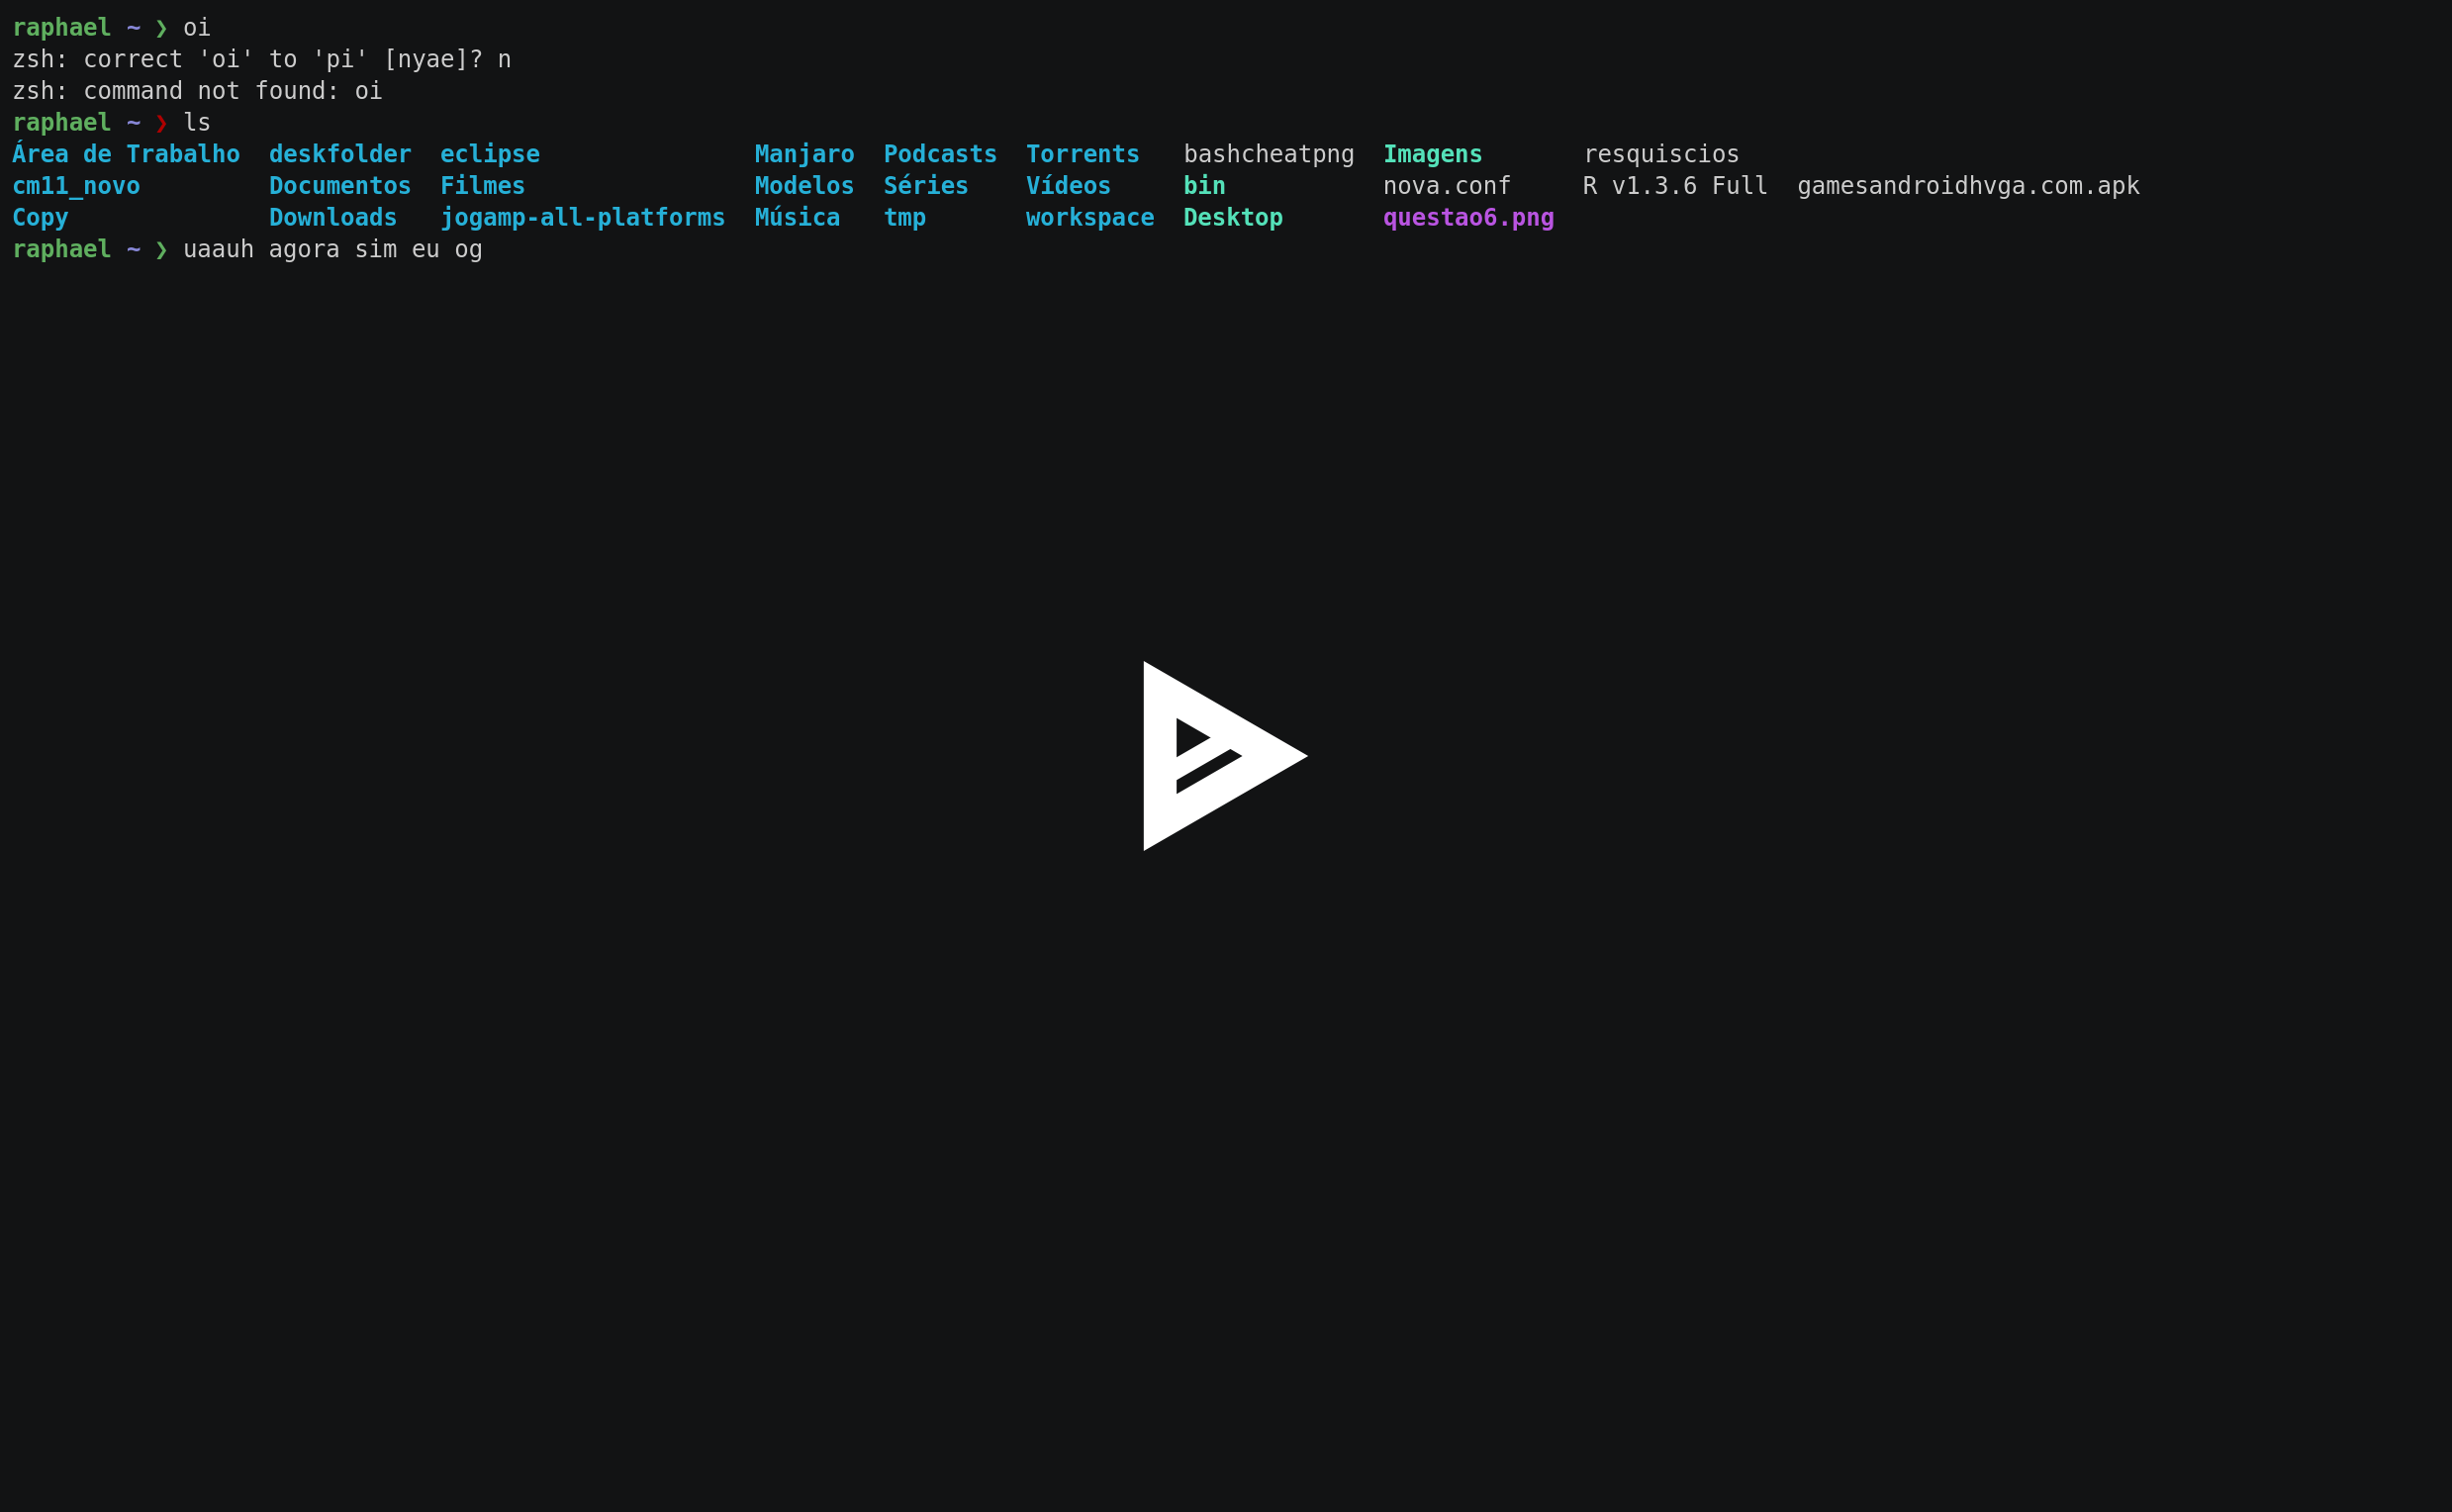 raphael ~ ❯ oi
zsh: correct 'oi' to 'pi' [nyae]? n
zsh: command not found: oi
raphael ~ ❯ ls
Área de Trabalho  deskfolder  eclipse               Manjaro  Podcasts  Torrents   bashcheatpng  Imagens       resquiscios
cm11_novo         Documentos  Filmes                Modelos  Séries    Vídeos     bin           nova.conf     R v1.3.6 Full  gamesandroidhvga.com.apk
Copy              Downloads   jogamp-all-platforms  Música   tmp       workspace  Desktop       questao6.png
raphael ~ ❯ uaauh agora sim eu og